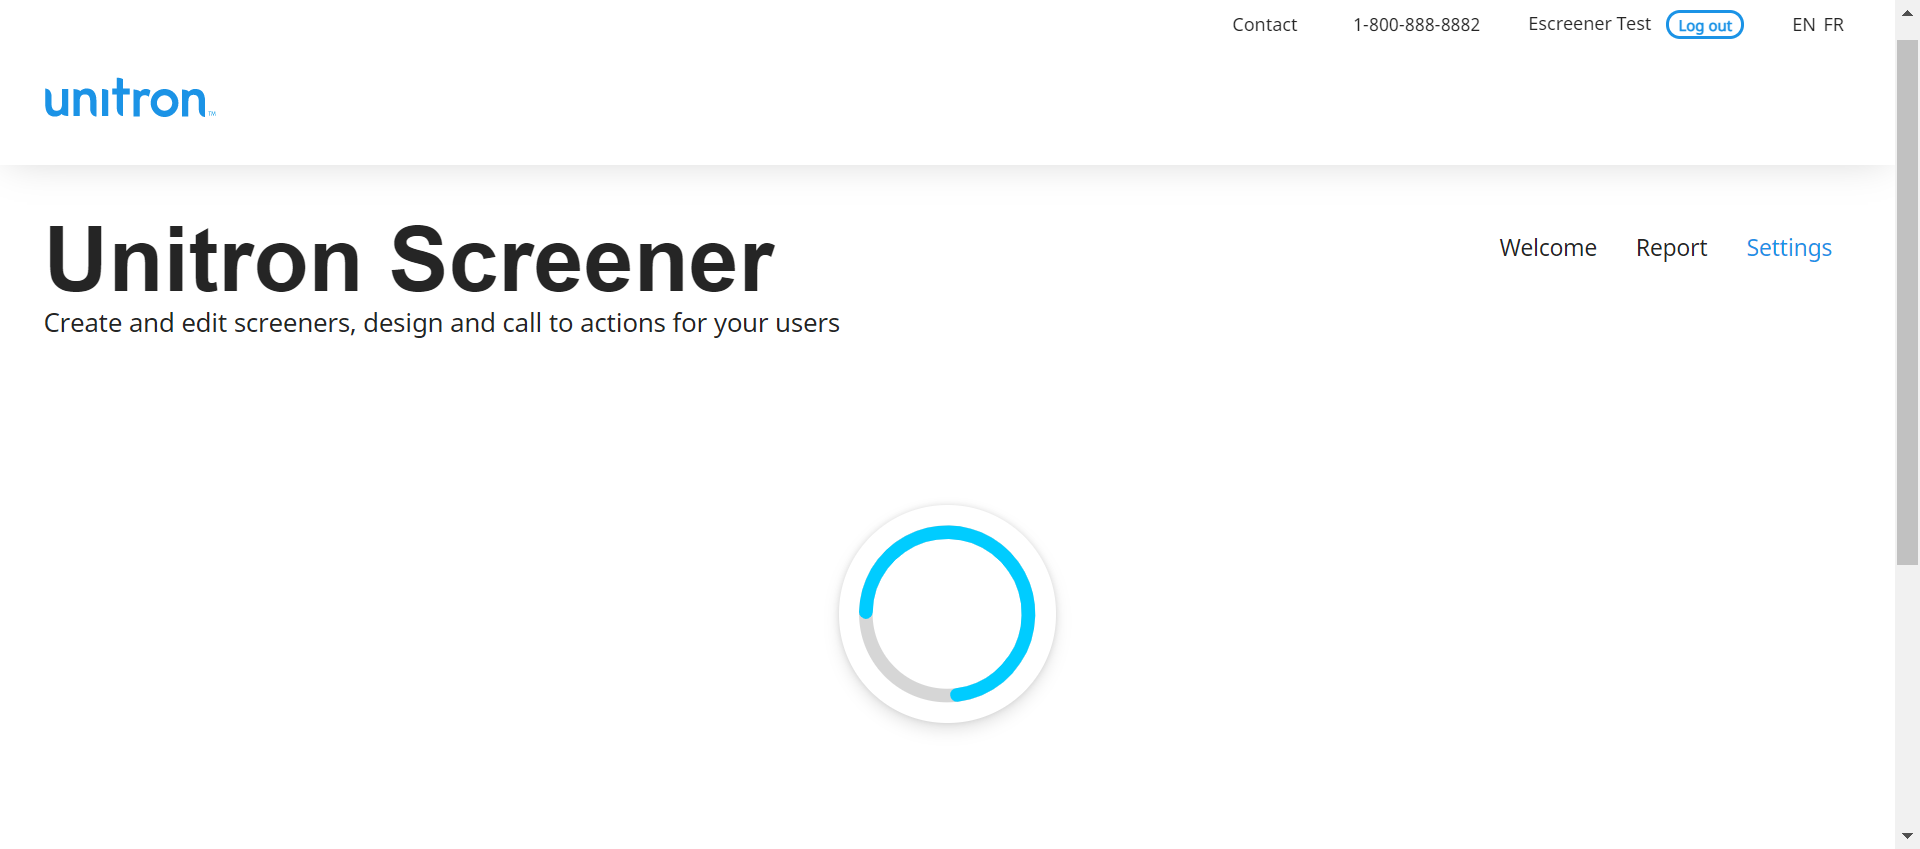 Contact 1-800-888-8882 Escreener Test Log out EN FR
unitron™
Unitron Screener
Welcome Report Settings
Create and edit screeners, design and call to actions for your users